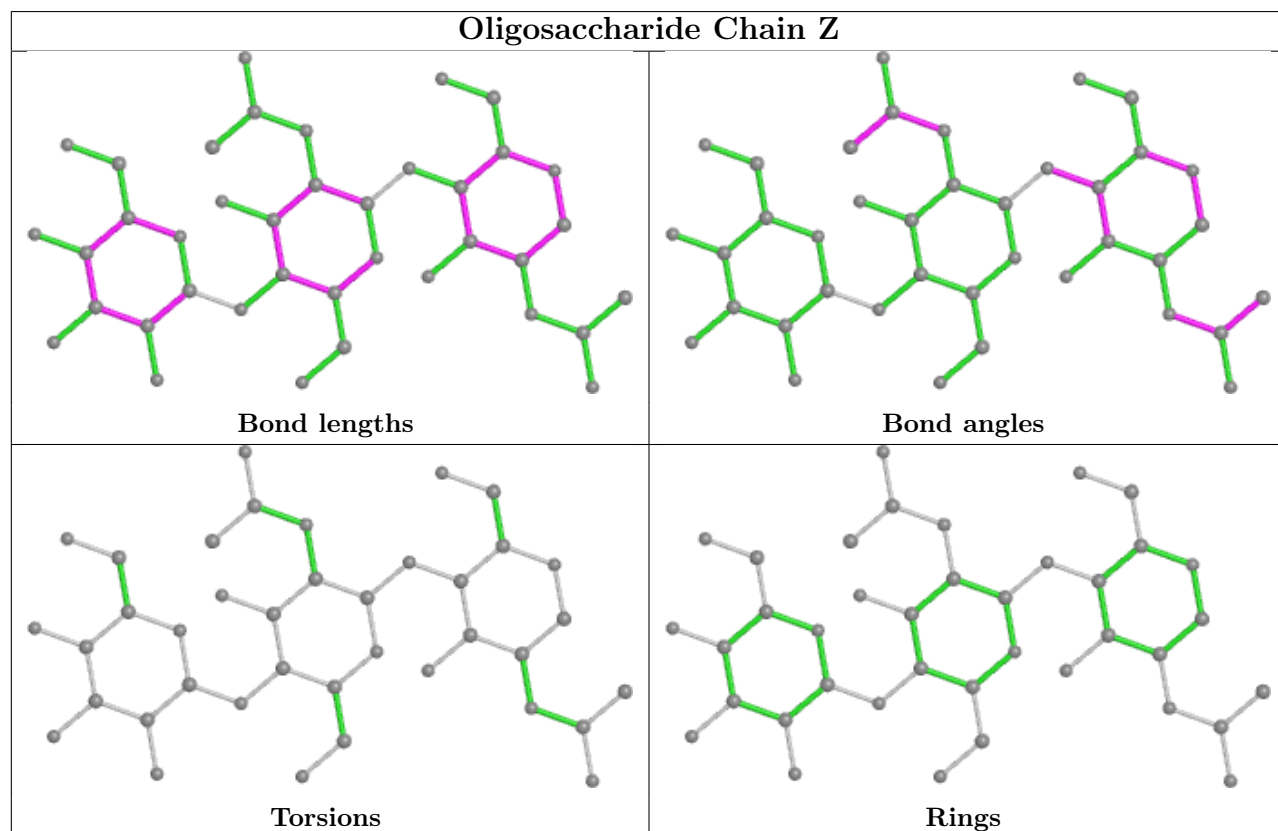 Oligosaccharide Chain Z
Bond lengths
Bond angles
Torsions
Rings